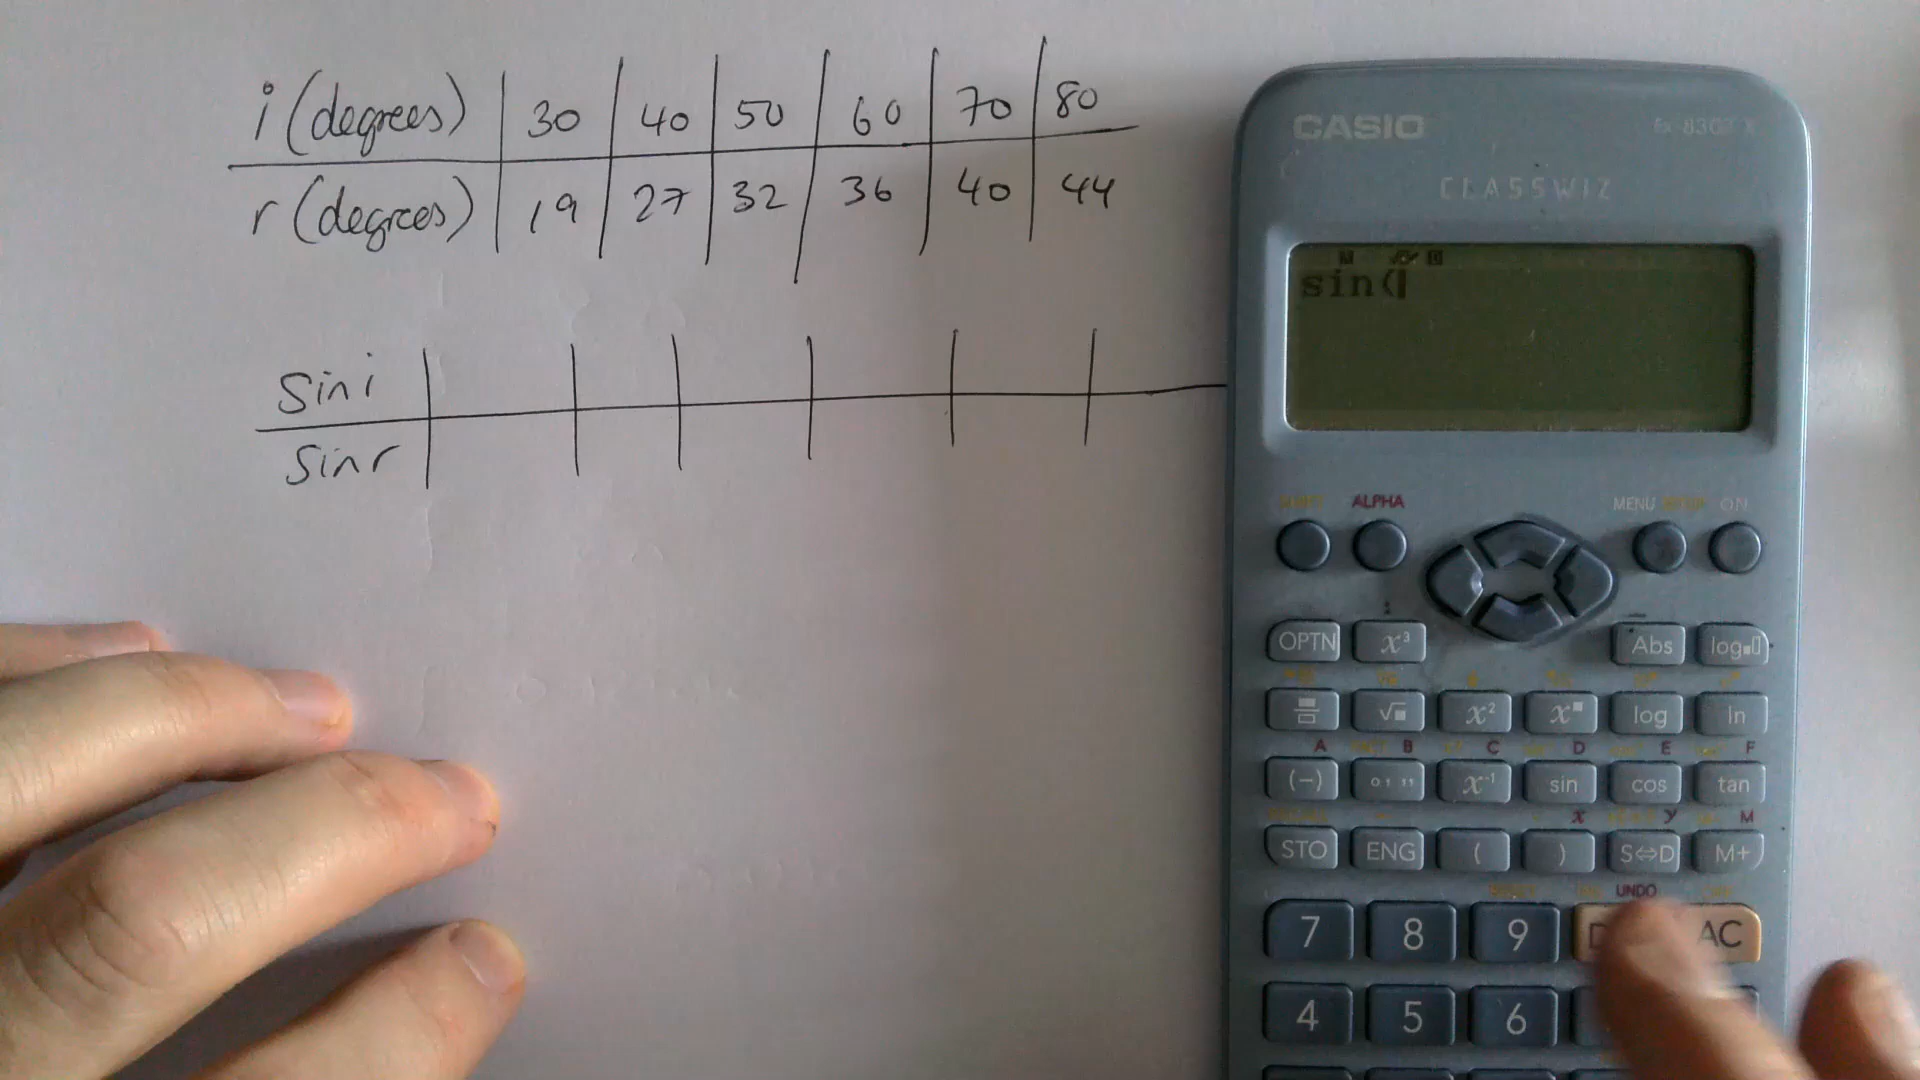 i (degrees) 30 40 50 60 70 80
r (degrees) 19 27 32 36 40 44
Sin i
Sin r
CASIO
CLASSWIZ
sin(
ALPHA MENU ON
OPTN x³ Abs log
√ x² x log ln
A B C D E F
(-) x⁻¹ sin cos tan
x y M
STO ENG ( ) S⇔D M+
UNDO
7 8 9 AC
4 5 6